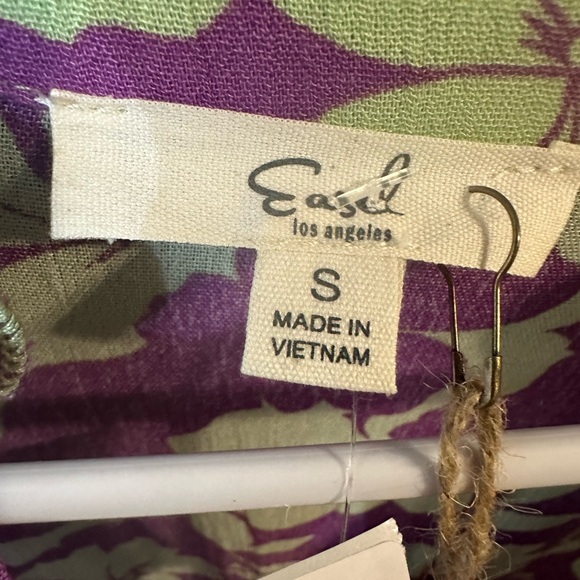 Easel
los angeles
S
MADE IN
VIETNAM